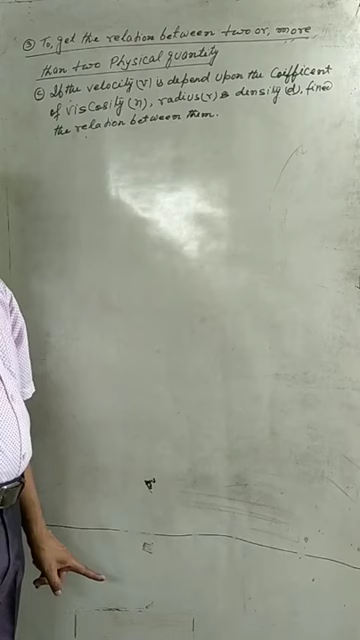 ③ To, get the relation between two or, more
than two Physical quantity
ⓒ If the velocity (v) is depend upon the Coifficent
of viscosity (η), radius (r) & density (d), find
the relation between them.
E